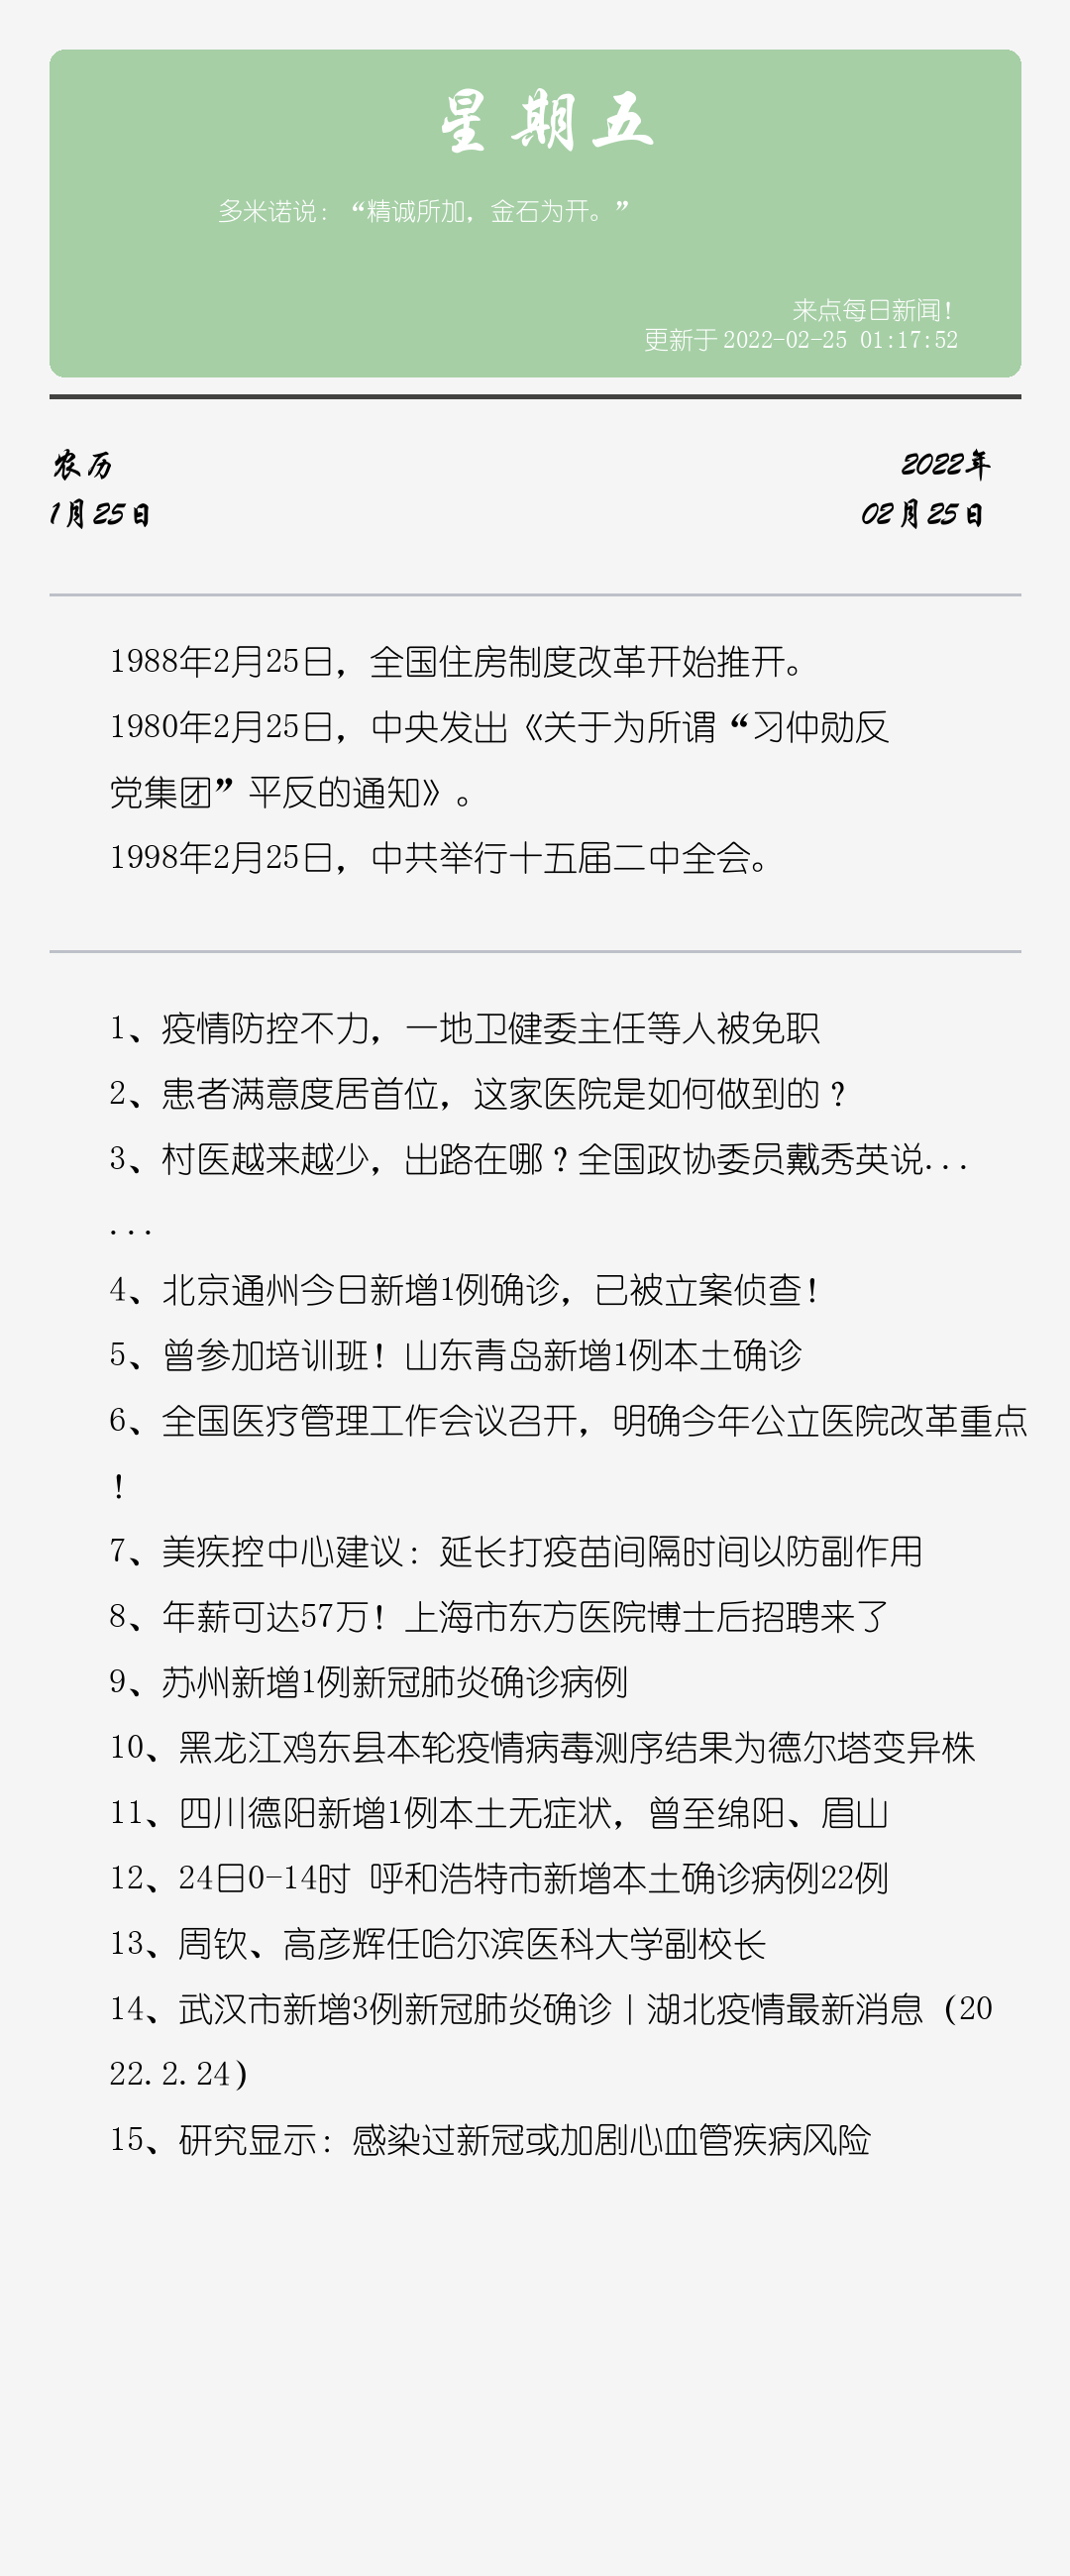 星期五
多米诺说：“精诚所加，金石为开。”
来点每日新闻！
更新于 2022-02-25 01:17:52
农历
2022年
1月25日
02月25日
1988年2月25日，全国住房制度改革开始推开。
1980年2月25日，中央发出《关于为所谓“习仲勋反
党集团”平反的通知》。
1998年2月25日，中共举行十五届二中全会。
1、疫情防控不力，一地卫健委主任等人被免职
2、患者满意度居首位，这家医院是如何做到的？
3、村医越来越少，出路在哪？全国政协委员戴秀英说...
...
4、北京通州今日新增1例确诊，已被立案侦查！
5、曾参加培训班！山东青岛新增1例本土确诊
6、全国医疗管理工作会议召开，明确今年公立医院改革重点
！
7、美疾控中心建议：延长打疫苗间隔时间以防副作用
8、年薪可达57万！上海市东方医院博士后招聘来了
9、苏州新增1例新冠肺炎确诊病例
10、黑龙江鸡东县本轮疫情病毒测序结果为德尔塔变异株
11、四川德阳新增1例本土无症状，曾至绵阳、眉山
12、24日0-14时 呼和浩特市新增本土确诊病例22例
13、周钦、高彦辉任哈尔滨医科大学副校长
14、武汉市新增3例新冠肺炎确诊｜湖北疫情最新消息（20
22.2.24）
15、研究显示：感染过新冠或加剧心血管疾病风险